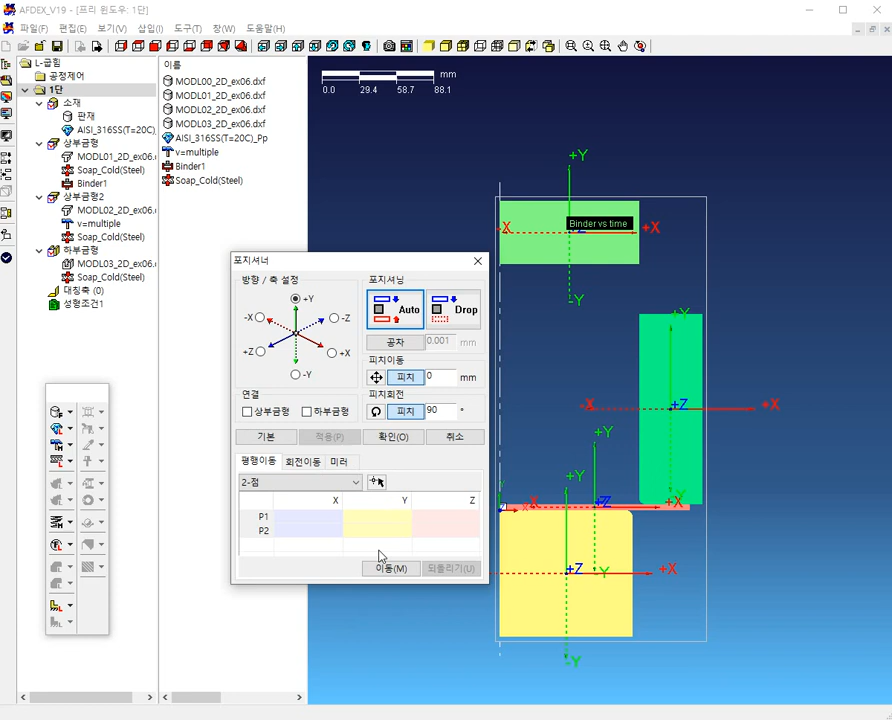 AFDEX_V19 - [프리 윈도우: 1단]
파일(F) 편집(E) 보기(V) 삽입(I) 도구(T) 창(W) 도움말(H)
L-굽힘
공정제어
1단
소재
판재
AISI_316SS(T=20C)_
상부금형
MODL01_2D_ex06.
Soap_Cold(Steel)
Binder1
상부금형2
MODL02_2D_ex06.
v=multiple
Soap_Cold(Steel)
하부금형
MODL03_2D_ex06.
Soap_Cold(Steel)
대칭축 (0)
성형조건1
이름
MODL00_2D_ex06.dxf
MODL01_2D_ex06.dxf
MODL02_2D_ex06.dxf
MODL03_2D_ex06.dxf
AISI_316SS(T=20C)_Pp
v=multiple
Binder1
Soap_Cold(Steel)
mm
0.0 29.4 58.7 88.1
포지셔너
방향 / 축 설정
+Y
-X
-Z
+Z
+X
-Y
포지셔닝
Auto
Drop
공차 0.001 mm
피치이동
피치 0 mm
연결
상부금형 하부금형
피치회전
피치 90 °
기본 적용(P) 확인(O) 취소
평행이동 회전이동 미러
2-점
X Y Z
P1
P2
이동(M) 되돌리기(U)
+Y
-X
Binder vs time
+X
-Y
+Y
-X
+Z
+X
+Y
+Y
-X
+Z
+X
+Z
+X
-Y
-Y